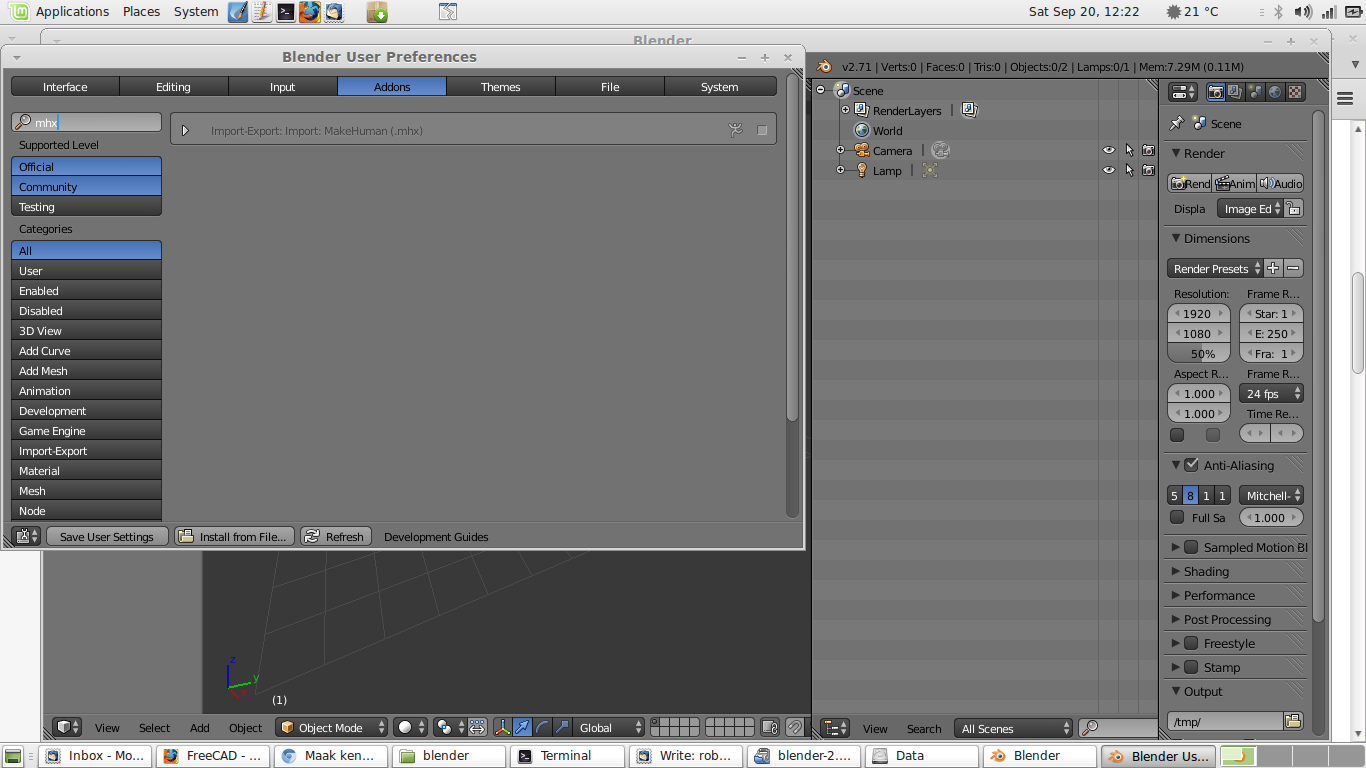 Applications Places System
Sat Sep 20, 12:22 21 °C
Blender
Blender User Preferences
Interface Editing Input Addons Themes File System
mhx
Import-Export: Import: MakeHuman (.mhx)
Supported Level
Official
Community
Testing
Categories
All
User
Enabled
Disabled
3D View
Add Curve
Add Mesh
Animation
Development
Game Engine
Import-Export
Material
Mesh
Node
Save User Settings Install from File... Refresh Development Guides
v2.71 | Verts:0 | Faces:0 | Tris:0 | Objects:0/2 | Lamps:0/1 | Mem:7.29M (0.11M)
Scene
RenderLayers |
World
Camera |
Lamp |
Scene
Render
Rend Anim Audio
Displa Image Ed
Dimensions
Render Presets
Resolution: Frame R...
1920 Star: 1
1080 E: 250
50% Fra: 1
Aspect R... Frame R...
1.000 24 fps
1.000 Time Re...
Anti-Aliasing
5 8 1 1 Mitchell-
Full Sa 1.000
Sampled Motion Bl
Shading
Performance
Post Processing
Freestyle
Stamp
Output
/tmp/
z
y
x
(1)
View Select Add Object Object Mode Global
View Search All Scenes
Inbox - Mo... FreeCAD - ... Maak ken... blender Terminal Write: rob... blender-2.... Data Blender Blender Us...